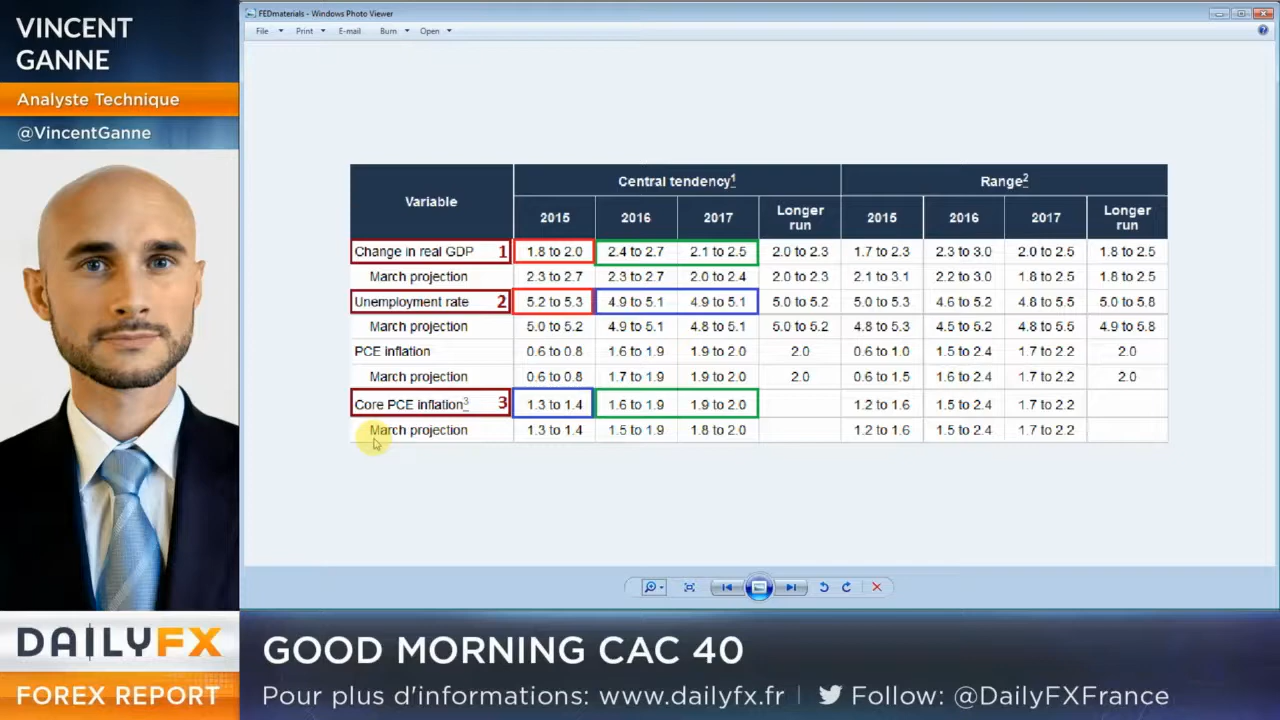 VINCENT
GANNE
Analyste Technique
@VincentGanne
FEDmaterials - Windows Photo Viewer
File Print E-mail Burn Open
Variable Central tendency1 Range2
2015 2016 2017 Longer run 2015 2016 2017 Longer run
Change in real GDP 1 1.8 to 2.0 2.4 to 2.7 2.1 to 2.5 2.0 to 2.3 1.7 to 2.3 2.3 to 3.0 2.0 to 2.5 1.8 to 2.5
March projection 2.3 to 2.7 2.3 to 2.7 2.0 to 2.4 2.0 to 2.3 2.1 to 3.1 2.2 to 3.0 1.8 to 2.5 1.8 to 2.5
Unemployment rate 2 5.2 to 5.3 4.9 to 5.1 4.9 to 5.1 5.0 to 5.2 5.0 to 5.3 4.6 to 5.2 4.8 to 5.5 5.0 to 5.8
March projection 5.0 to 5.2 4.9 to 5.1 4.8 to 5.1 5.0 to 5.2 4.8 to 5.3 4.5 to 5.2 4.8 to 5.5 4.9 to 5.8
PCE inflation 0.6 to 0.8 1.6 to 1.9 1.9 to 2.0 2.0 0.6 to 1.0 1.5 to 2.4 1.7 to 2.2 2.0
March projection 0.6 to 0.8 1.7 to 1.9 1.9 to 2.0 2.0 0.6 to 1.5 1.6 to 2.4 1.7 to 2.2 2.0
Core PCE inflation3 3 1.3 to 1.4 1.6 to 1.9 1.9 to 2.0 1.2 to 1.6 1.5 to 2.4 1.7 to 2.2
March projection 1.3 to 1.4 1.5 to 1.9 1.8 to 2.0 1.2 to 1.6 1.5 to 2.4 1.7 to 2.2
DAILYFX
FOREX REPORT
GOOD MORNING CAC 40
Pour plus d'informations: www.dailyfx.fr | Follow: @DailyFXFrance